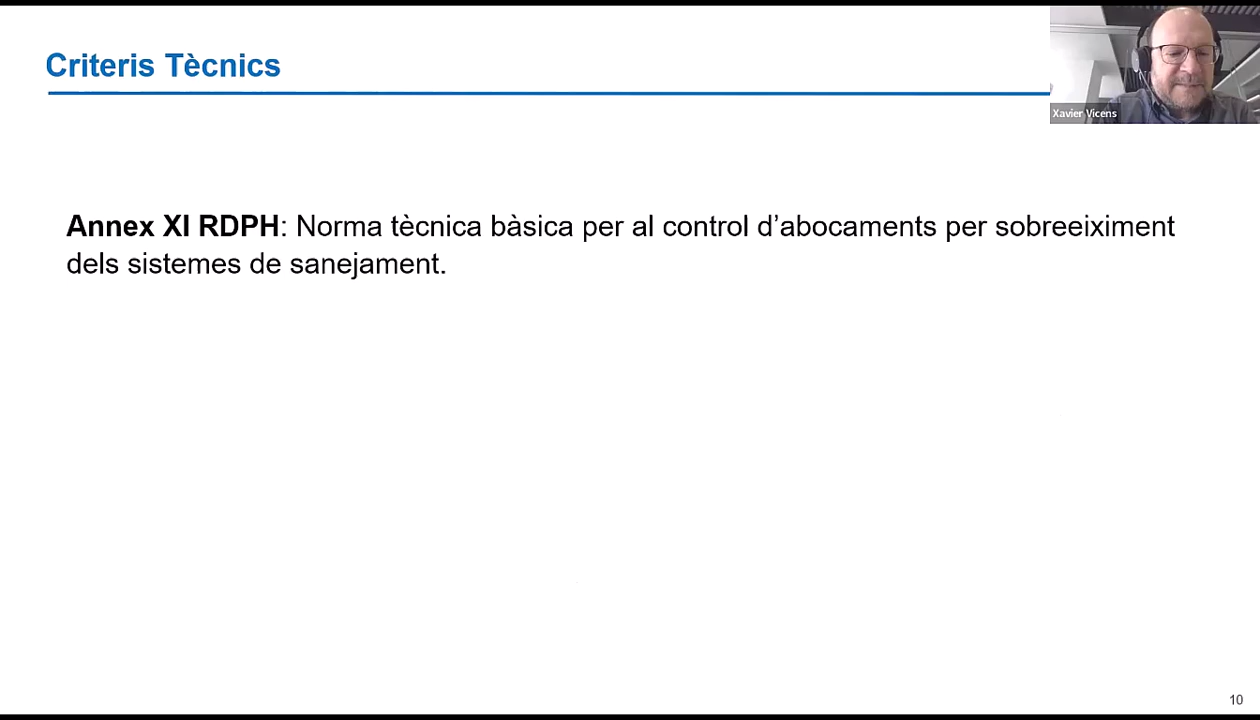 Criteris Tècnics
Xavier Vicens
Annex XI RDPH: Norma tècnica bàsica per al control d’abocaments per sobreeiximent
dels sistemes de sanejament.
10